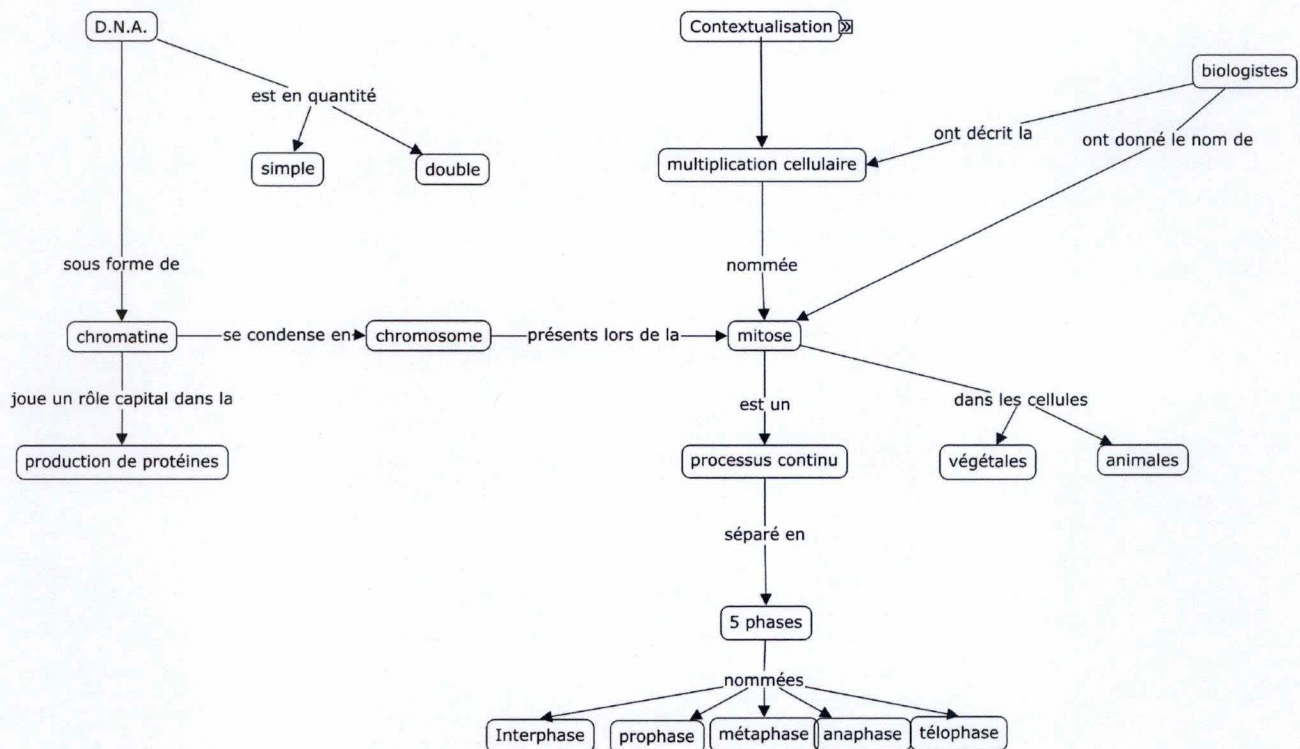 D.N.A.
Contextualisation
biologistes
est en quantité
ont décrit la
ont donné le nom de
simple
double
multiplication cellulaire
sous forme de
nommée
chromatine
se condense en
chromosome
présents lors de la
mitose
joue un rôle capital dans la
est un
dans les cellules
production de protéines
processus continu
végétales
animales
séparé en
5 phases
nommées
Interphase
prophase
métaphase
anaphase
télophase